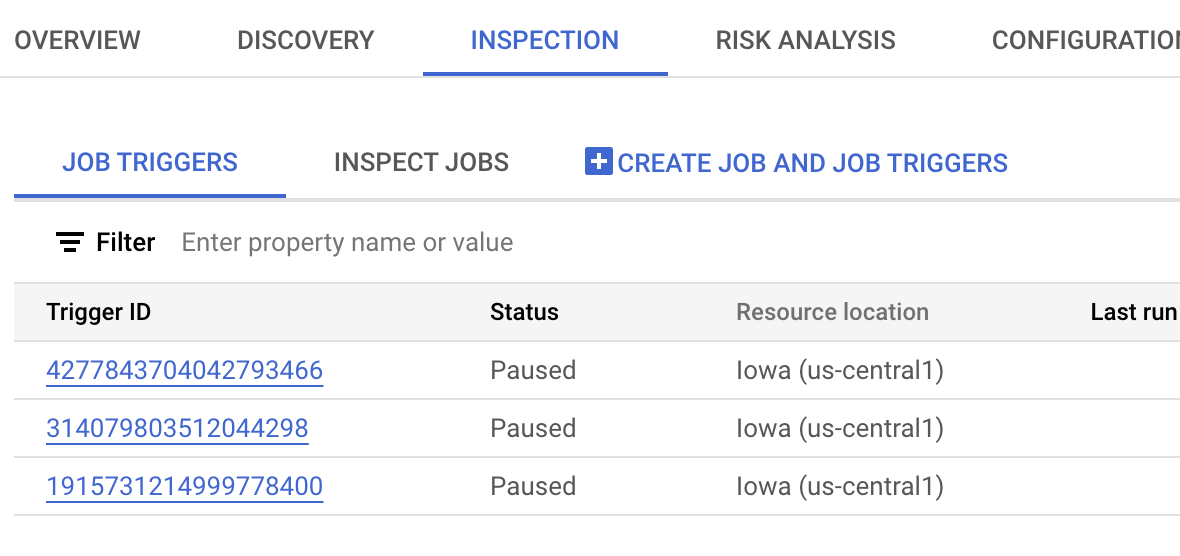 OVERVIEW DISCOVERY INSPECTION RISK ANALYSIS CONFIGURATION
JOB TRIGGERS INSPECT JOBS CREATE JOB AND JOB TRIGGERS
Filter Enter property name or value
Trigger ID Status Resource location Last run
4277843704042793466 Paused Iowa (us-central1)
314079803512044298 Paused Iowa (us-central1)
1915731214999778400 Paused Iowa (us-central1)